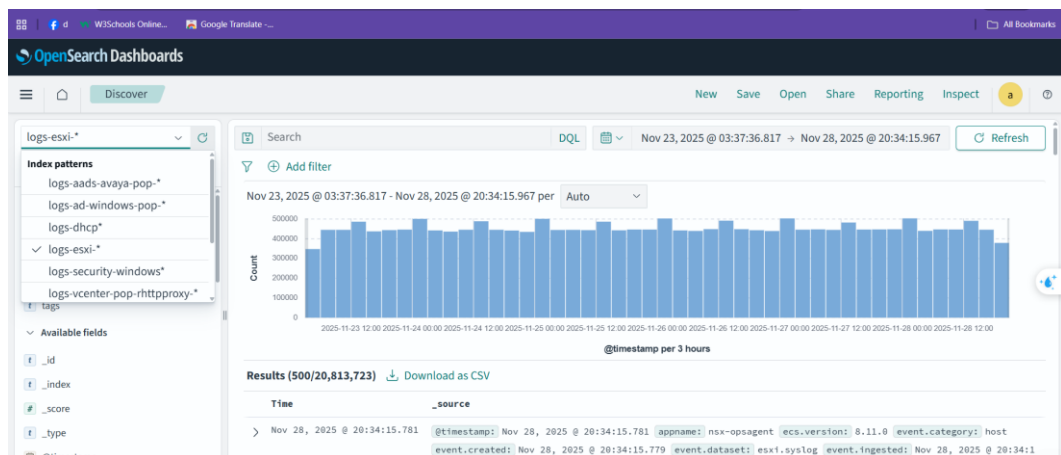 f d W3Schools Online... Google Translate -... All Bookmarks
OpenSearch Dashboards
Discover New Save Open Share Reporting Inspect a
logs-esxi-* Search DQL Nov 23, 2025 @ 03:37:36.817 → Nov 28, 2025 @ 20:34:15.967 Refresh
Index patterns
logs-aads-avaya-pop-*
logs-ad-windows-pop-*
logs-dhcp*
logs-esxi-*
logs-security-windows*
logs-vcenter-pop-rhttpproxy-*
t tags
Available fields
t _id
t _index
# _score
t _type
Add filter
Nov 23, 2025 @ 03:37:36.817 - Nov 28, 2025 @ 20:34:15.967 per Auto
500000
400000
300000
200000
100000
0
Count
2025-11-23 12:00 2025-11-24 00:00 2025-11-24 12:00 2025-11-25 00:00 2025-11-25 12:00 2025-11-26 00:00 2025-11-26 12:00 2025-11-27 00:00 2025-11-27 12:00 2025-11-28 00:00 2025-11-28 12:00
@timestamp per 3 hours
Results (500/20,813,723) Download as CSV
Time _source
Nov 28, 2025 @ 20:34:15.781 @timestamp: Nov 28, 2025 @ 20:34:15.781 appname: nsx-opsagent ecs.version: 8.11.0 event.category: host
event.created: Nov 28, 2025 @ 20:34:15.779 event.dataset: esxi.syslog event.ingested: Nov 28, 2025 @ 20:34:1